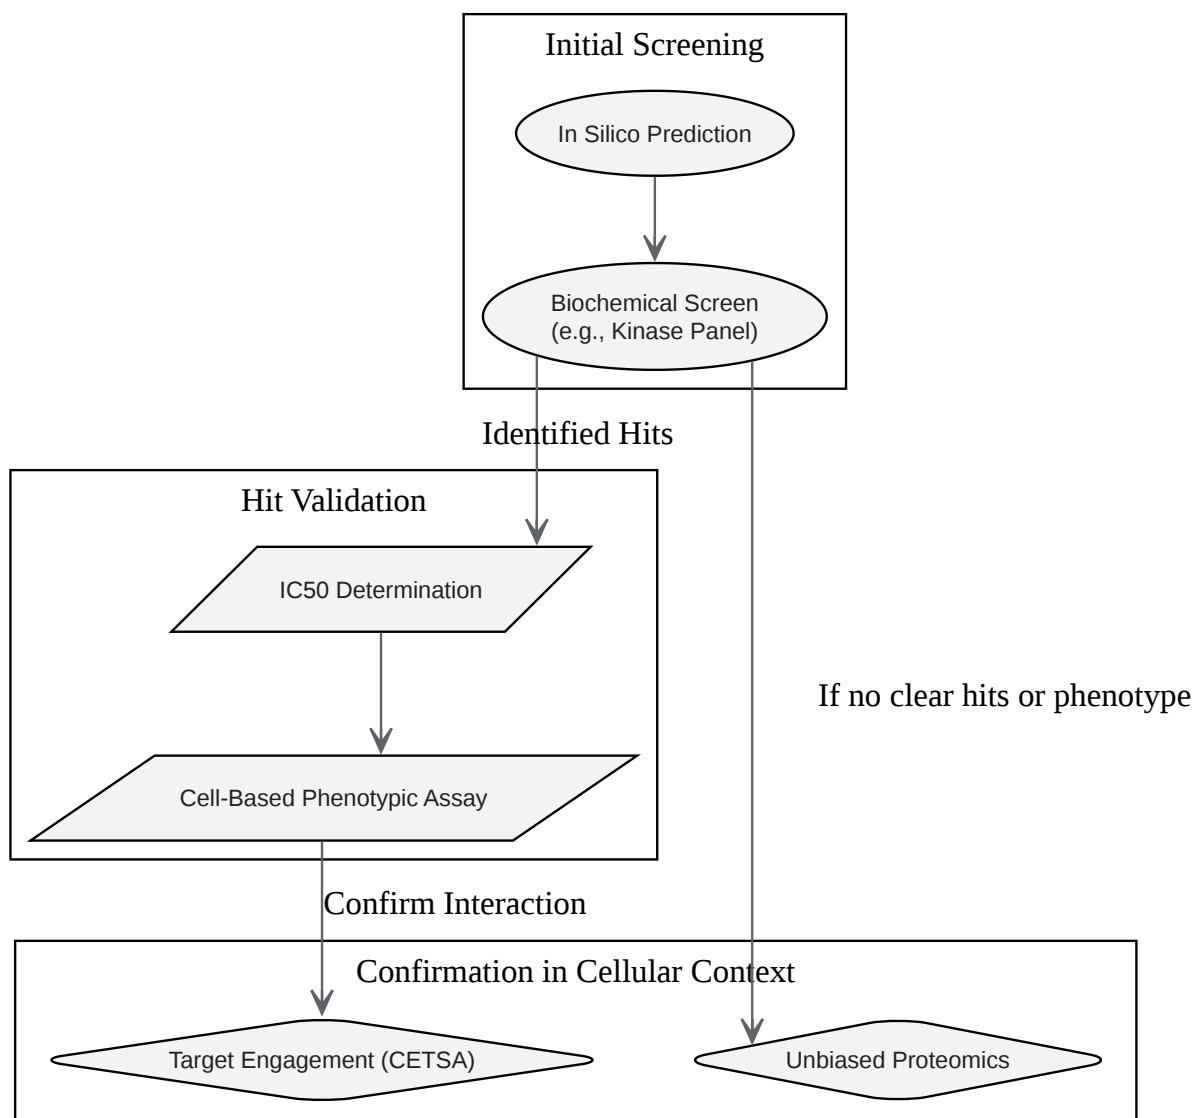 Initial Screening
In Silico Prediction
Biochemical Screen
(e.g., Kinase Panel)
Identified Hits
Hit Validation
IC50 Determination
If no clear hits or phenotype
Cell-Based Phenotypic Assay
Confirm Interaction
Confirmation in Cellular Context
Target Engagement (CETSA)
Unbiased Proteomics